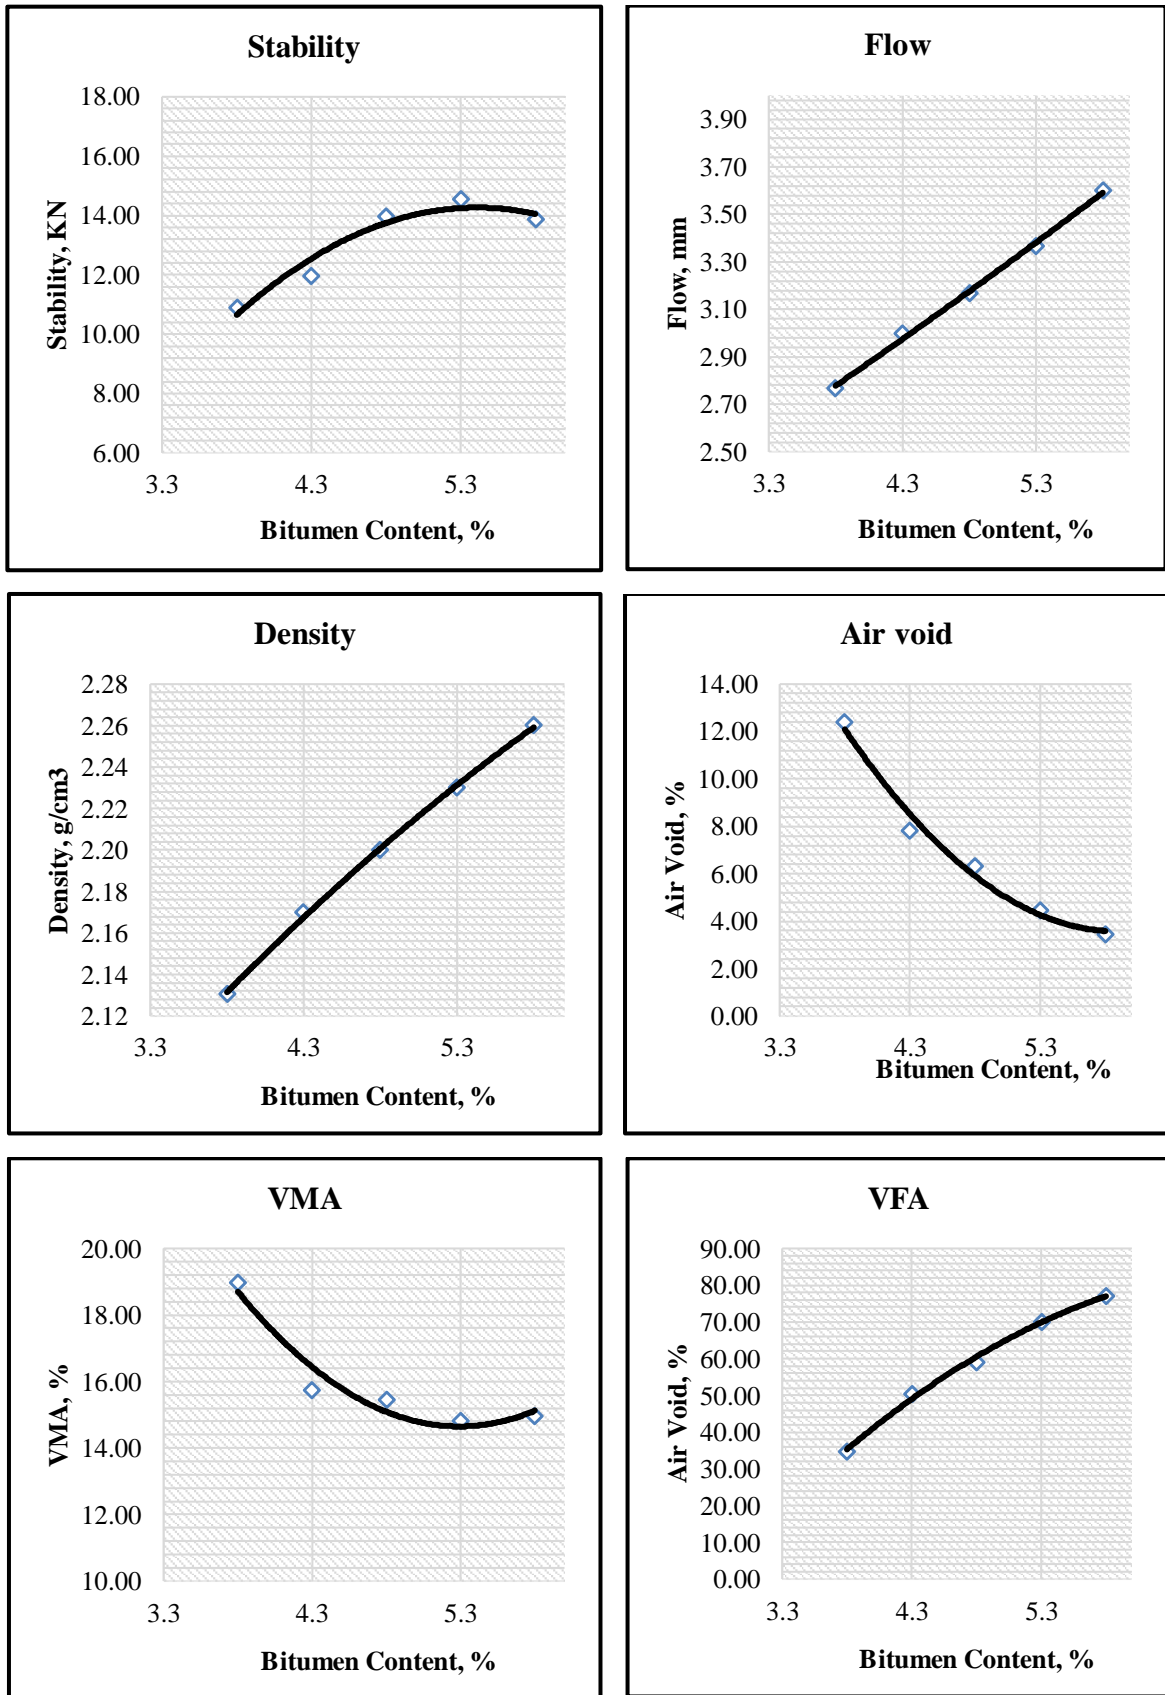 Stability
Stability, KN
18.00
16.00
14.00
12.00
10.00
8.00
6.00
3.3 4.3 5.3
Bitumen Content, %
Flow
Flow, mm
3.90
3.70
3.50
3.30
3.10
2.90
2.70
2.50
3.3 4.3 5.3
Bitumen Content, %
Density
Density, g/cm3
2.28
2.26
2.24
2.22
2.20
2.18
2.16
2.14
2.12
3.3 4.3 5.3
Bitumen Content, %
Air void
Air Void, %
14.00
12.00
10.00
8.00
6.00
4.00
2.00
0.00
3.3 4.3 5.3
Bitumen Content, %
VMA
VMA, %
20.00
18.00
16.00
14.00
12.00
10.00
3.3 4.3 5.3
Bitumen Content, %
VFA
Air Void, %
90.00
80.00
70.00
60.00
50.00
40.00
30.00
20.00
10.00
0.00
3.3 4.3 5.3
Bitumen Content, %